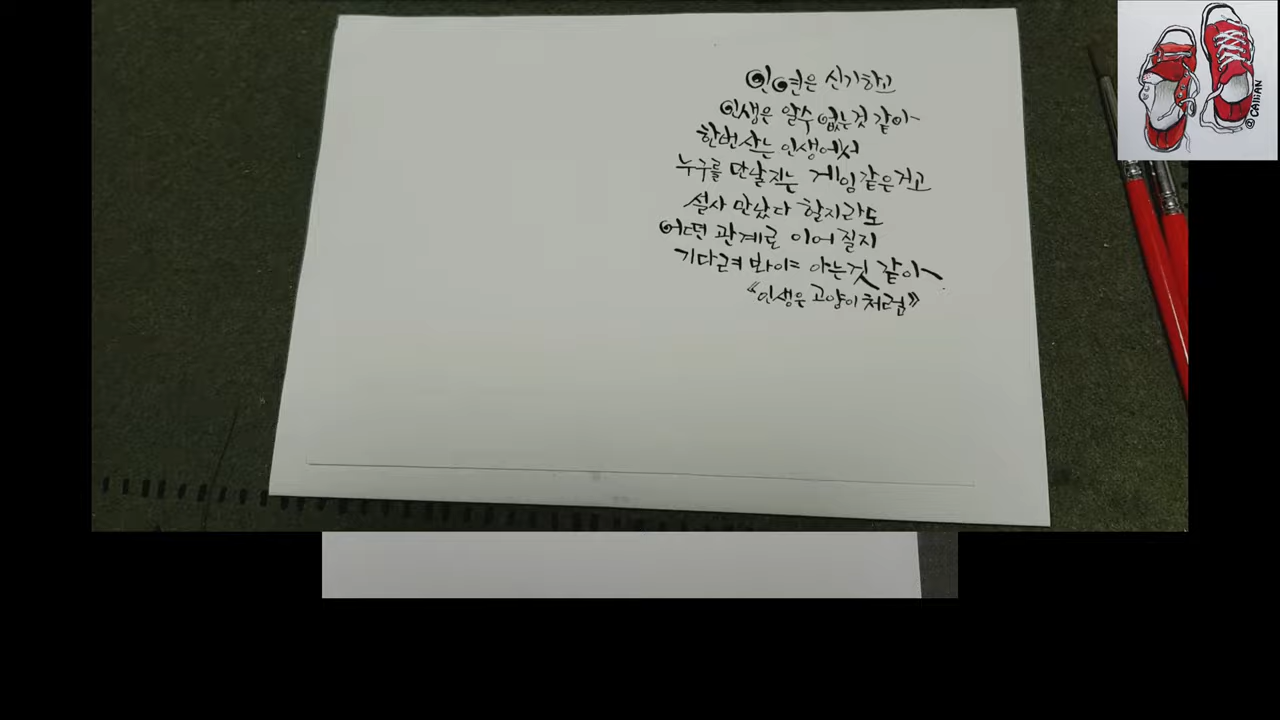 인연은 신기하고
인생은 알수 없는것 같아
한번 사는 인생에서
누구를 만날지는 게임같은거고
설사 만났다 할지라도
어떤 관계로 이어질지
기다려 봐야 아는것 같아
《인생은 고양이처럼》
©CAlliAN